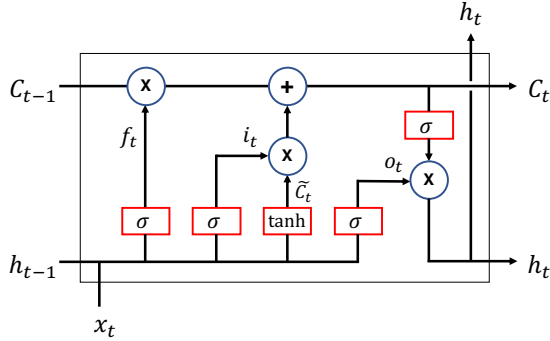 h_t
C_{t-1}
x
+
C_t
f_t
i_t
σ
x
o_t
x
C̃_t
σ
σ
tanh
σ
h_{t-1}
h_t
x_t